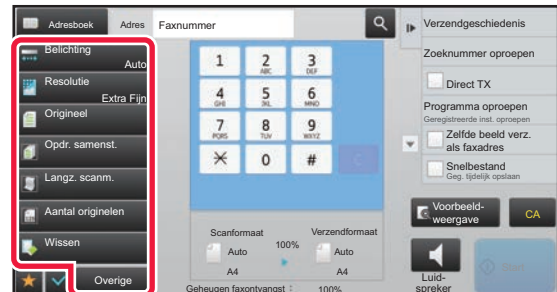 Adresboek Adres Faxnummer
Belichting
Auto
Resolutie
Extra Fijn
Origineel
Opdr. samenst.
Langz. scanm.
Aantal originelen
Wissen
Overige
1 2 3
ABC DEF
4 5 6
GHI JKL MNO
7 8 9
PQRS TUV WXYZ
* 0 # C
Scanformaat Verzendformaat
Auto 100% Auto
A4 A4
Geheugen faxontvangst : 100%
Verzendgeschiedenis
Zoeknummer oproepen
Direct TX
Programma oproepen
Geregistreerde inst. oproepen
Zelfde beeld verz.
als faxadres
Snelbestand
Geg. tijdelijk opslaan
Voorbeeld-
weergave
CA
Luid-
spreker
Start